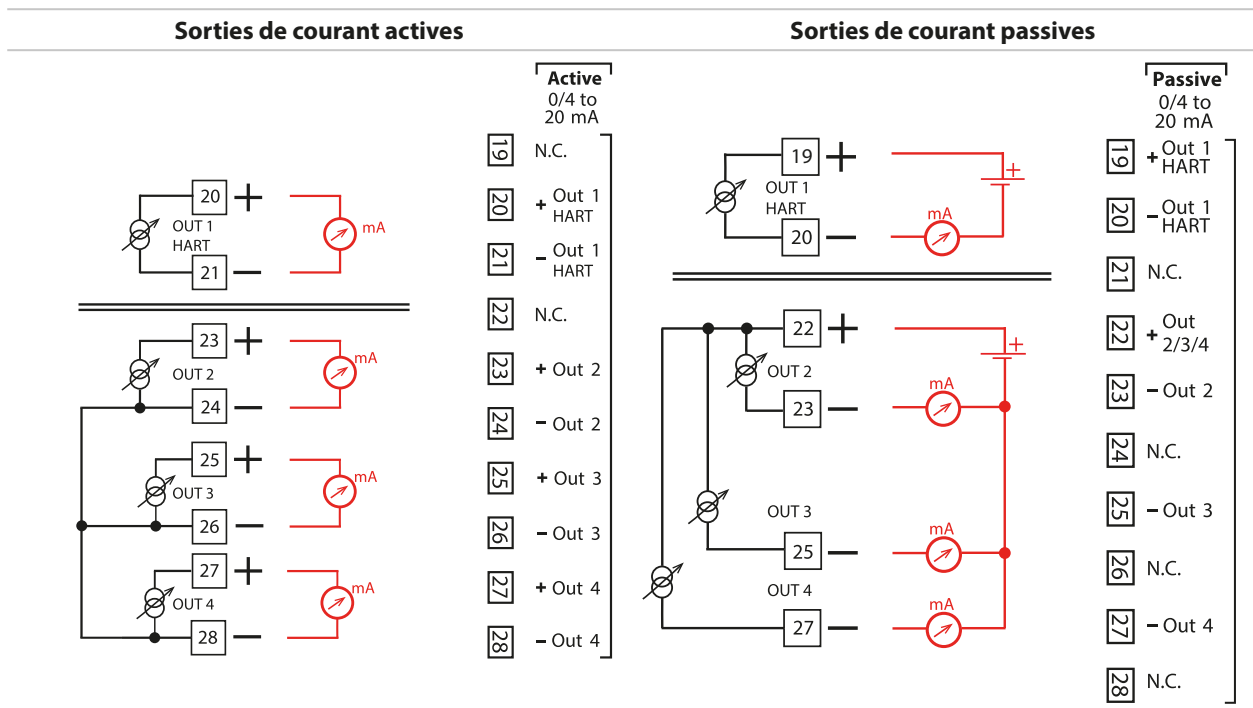 Sorties de courant actives
Sorties de courant passives
20 +
OUT 1
HART
21 −
mA
23 +
OUT 2
24 −
mA
25 +
OUT 3
26 −
mA
27 +
OUT 4
28 −
mA
Active
0/4 to
20 mA
19 N.C.
20 + Out 1
HART
21 − Out 1
HART
22 N.C.
23 + Out 2
24 − Out 2
25 + Out 3
26 − Out 3
27 + Out 4
28 − Out 4
19 +
OUT 1
HART
20 −
mA
+
22 +
OUT 2
23 −
mA
+
OUT 3
25 −
mA
OUT 4
27 −
mA
Passive
0/4 to
20 mA
19 + Out 1
HART
20 − Out 1
HART
21 N.C.
22 + Out
2/3/4
23 − Out 2
24 N.C.
25 − Out 3
26 N.C.
27 − Out 4
28 N.C.